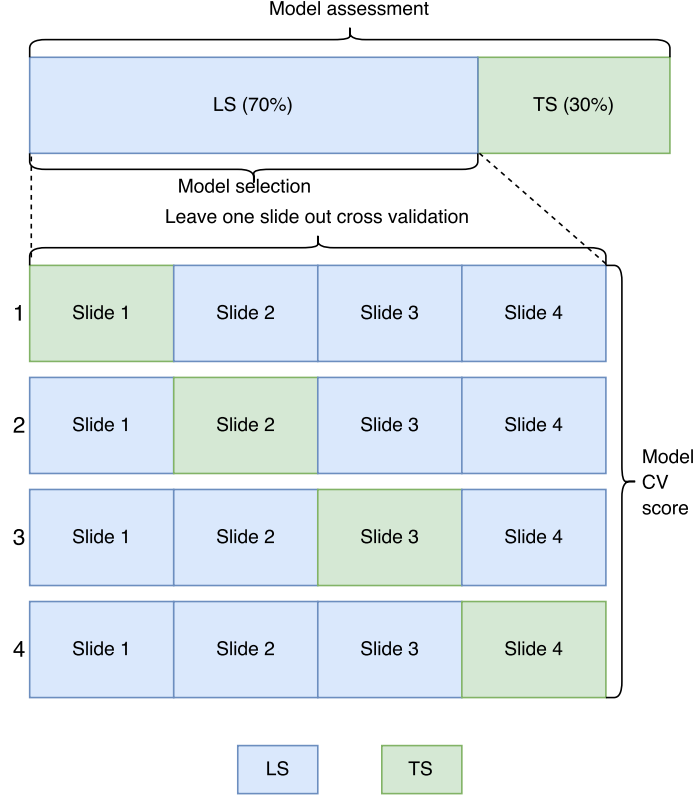 Model assessment
LS (70%) TS (30%)
Model selection
Leave one slide out cross validation
1 Slide 1 Slide 2 Slide 3 Slide 4
2 Slide 1 Slide 2 Slide 3 Slide 4
3 Slide 1 Slide 2 Slide 3 Slide 4
4 Slide 1 Slide 2 Slide 3 Slide 4
Model
CV
score
LS TS